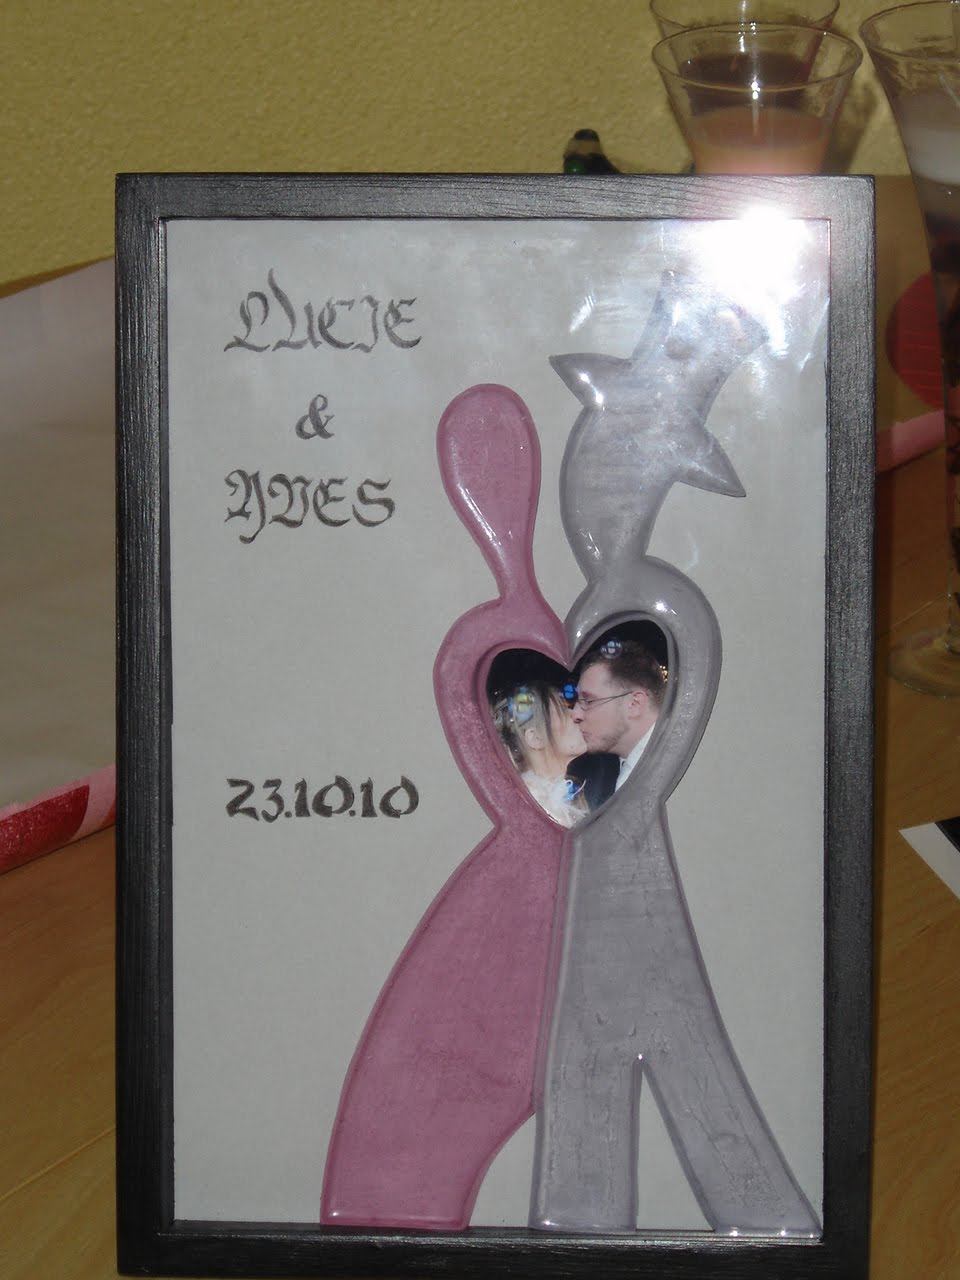 LUCIE
&
YVES
23.10.10